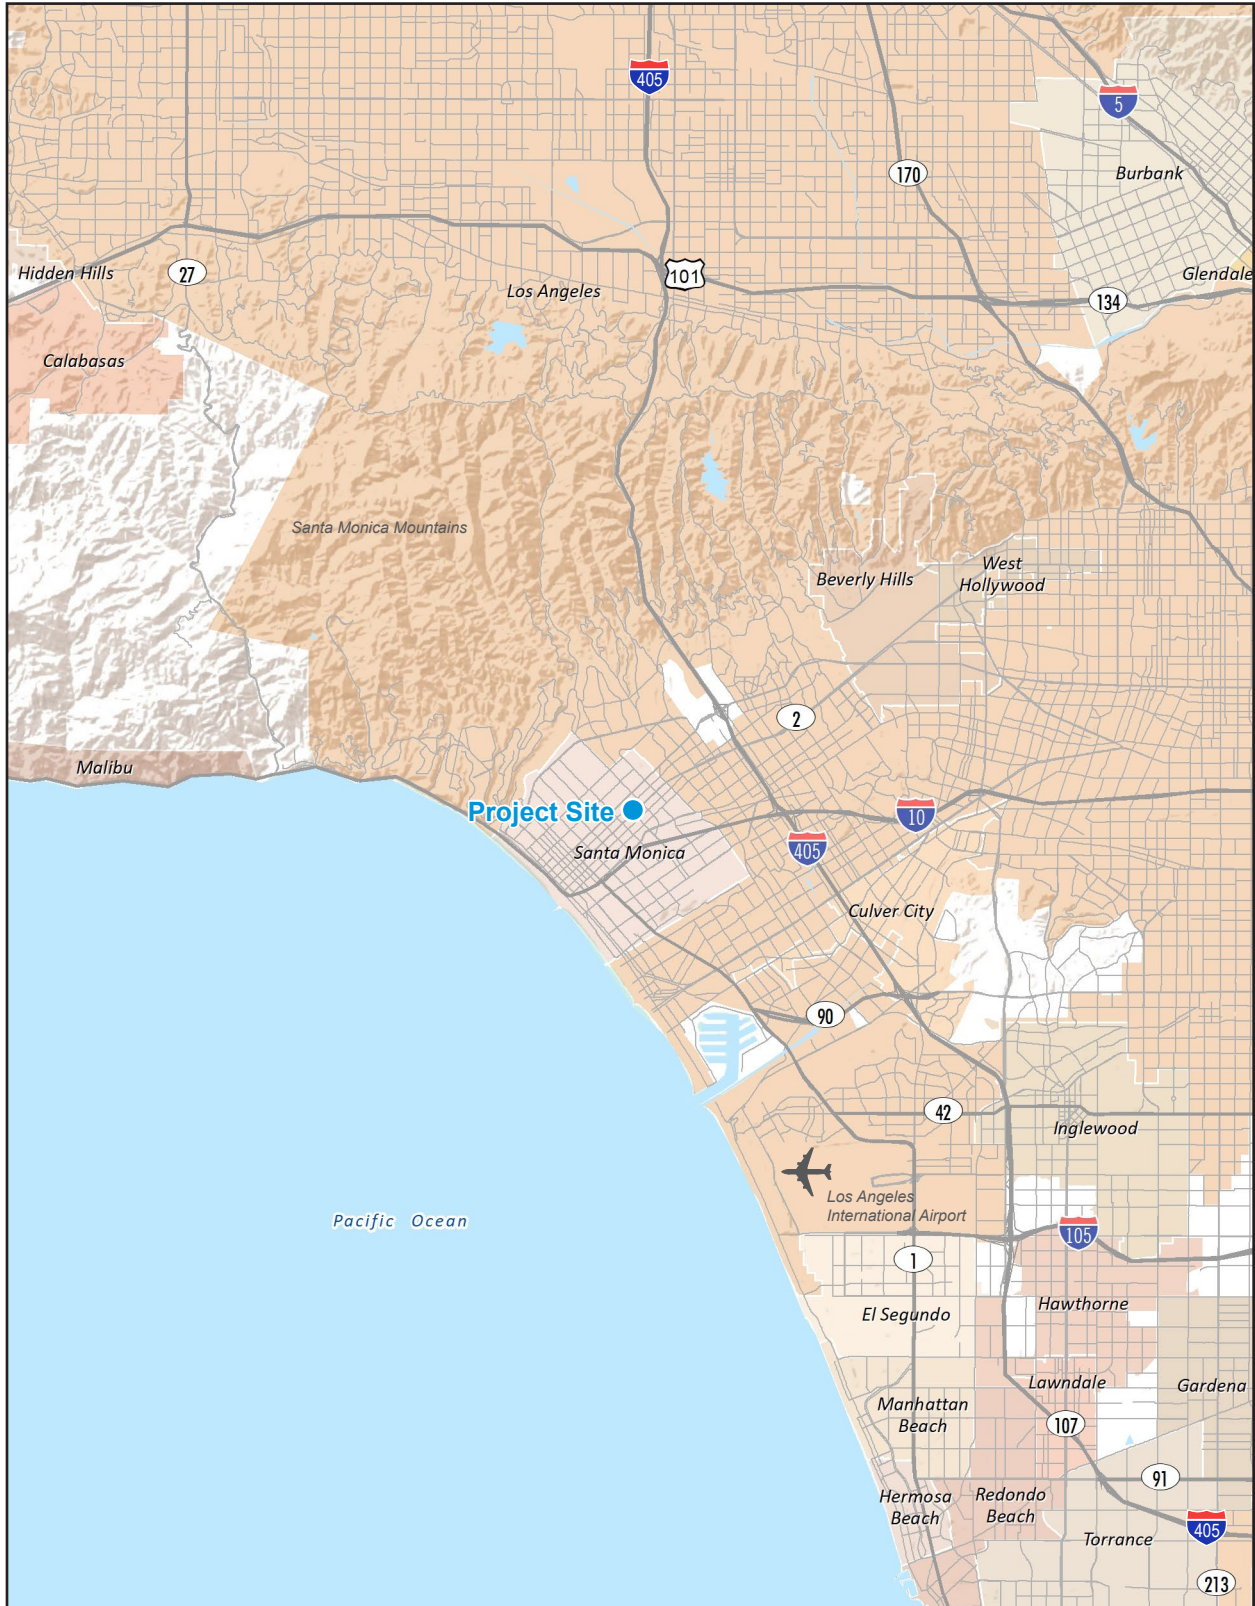 405
5
170
Burbank
Hidden Hills
27
101
Glendale
Los Angeles
134
Calabasas
Santa Monica Mountains
West
Hollywood
Beverly Hills
2
Malibu
Project Site
10
405
Santa Monica
Culver City
90
42
Inglewood
Los Angeles
International Airport
Pacific Ocean
105
1
Hawthorne
El Segundo
Lawndale
Gardena
Manhattan
Beach
107
91
Hermosa
Beach
Redondo
Beach
405
Torrance
213